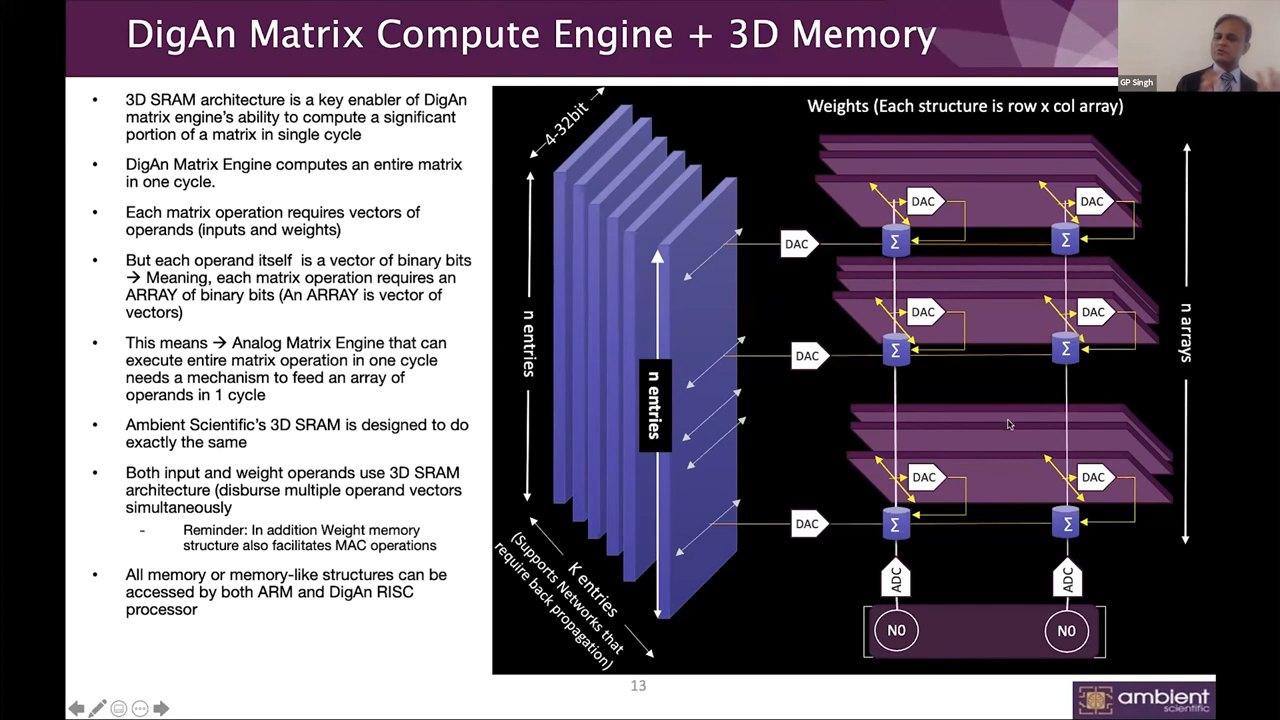 DigAn Matrix Compute Engine + 3D Memory
GP Singh
• 3D SRAM architecture is a key enabler of DigAn
matrix engine's ability to compute a significant
portion of a matrix in single cycle
• DigAn Matrix Engine computes an entire matrix
in one cycle.
• Each matrix operation requires vectors of
operands (inputs and weights)
• But each operand itself is a vector of binary bits
→ Meaning, each matrix operation requires an
ARRAY of binary bits (An ARRAY is vector of
vectors)
• This means → Analog Matrix Engine that can
execute entire matrix operation in one cycle
needs a mechanism to feed an array of
operands in 1 cycle
• Ambient Scientific's 3D SRAM is designed to do
exactly the same
• Both input and weight operands use 3D SRAM
architecture (disburse multiple operand vectors
simultaneously
- Reminder: In addition Weight memory
structure also facilitates MAC operations
• All memory or memory-like structures can be
accessed by both ARM and DigAn RISC
processor
4-32bit
n entries
n entries
K entries
(Supports Networks that
require back propagation)
Weights (Each structure is row x col array)
DAC DAC
DAC Σ Σ
DAC DAC
DAC Σ Σ
DAC DAC
DAC Σ Σ
ADC ADC
N0 N0
n arrays
13
ambient
scientific